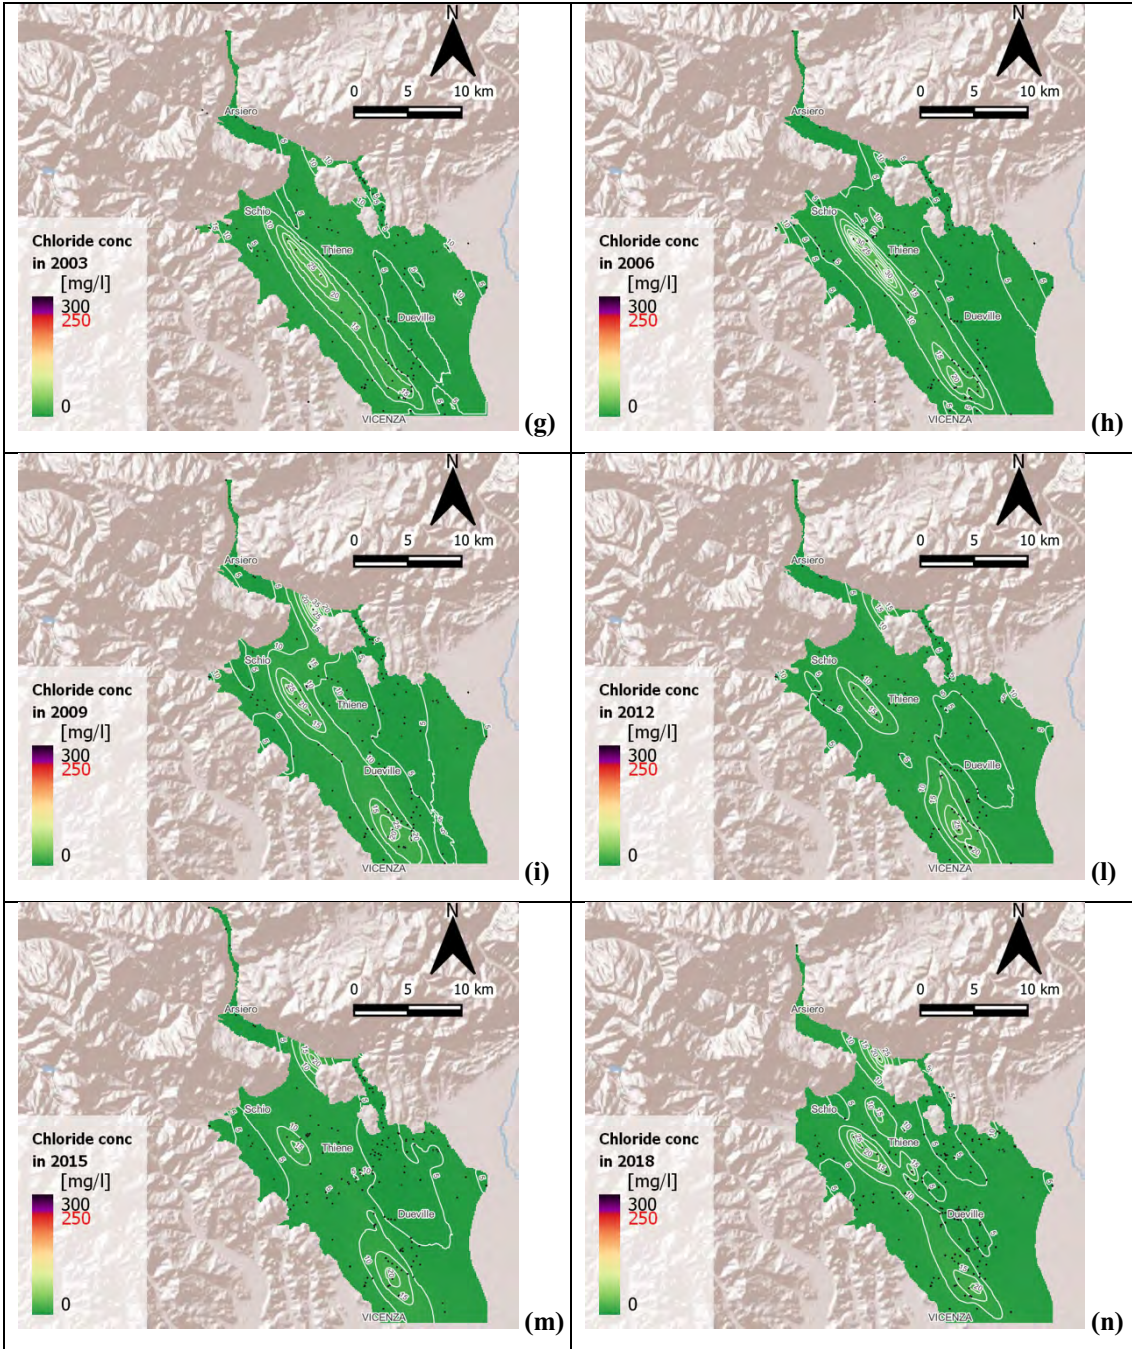 N
0 5 10 km
Arsiero
Schio
Thiene
Dueville
VICENZA
Chloride conc
in 2003
[mg/l]
300
250
0
(g)
N
0 5 10 km
Arsiero
Schio
Thiene
Dueville
VICENZA
Chloride conc
in 2006
[mg/l]
300
250
0
(h)
N
0 5 10 km
Arsiero
Schio
Thiene
Dueville
VICENZA
Chloride conc
in 2009
[mg/l]
300
250
0
(i)
N
0 5 10 km
Arsiero
Schio
Thiene
Dueville
VICENZA
Chloride conc
in 2012
[mg/l]
300
250
0
(l)
N
0 5 10 km
Arsiero
Schio
Thiene
Dueville
VICENZA
Chloride conc
in 2015
[mg/l]
300
250
0
(m)
N
0 5 10 km
Arsiero
Schio
Thiene
Dueville
VICENZA
Chloride conc
in 2018
[mg/l]
300
250
0
(n)